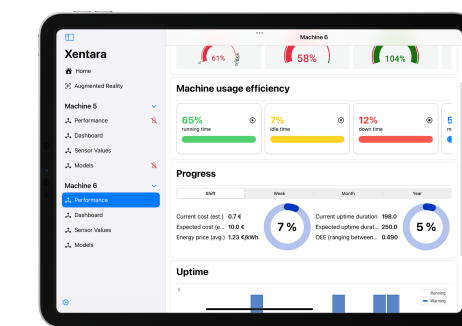 Machine 6
Xentara
Home
Augmented Reality
Machine 5
Performance
Dashboard
Sensor Values
Models
Machine 6
Performance
Dashboard
Sensor Values
Models
61%
58%
104%
Machine usage efficiency
65%
running time
7%
idle time
12%
down time
5
m
Progress
Shift
Week
Month
Year
Current cost (est.) 0.7 €
Expected cost (e... 10.0 €
Energy price (avg.) 1.23 €/kWh
7 %
Current uptime duration 198.0
Expected uptime durat... 250.0
OEE (ranging between... 0.490
5 %
Uptime
Running
Warning